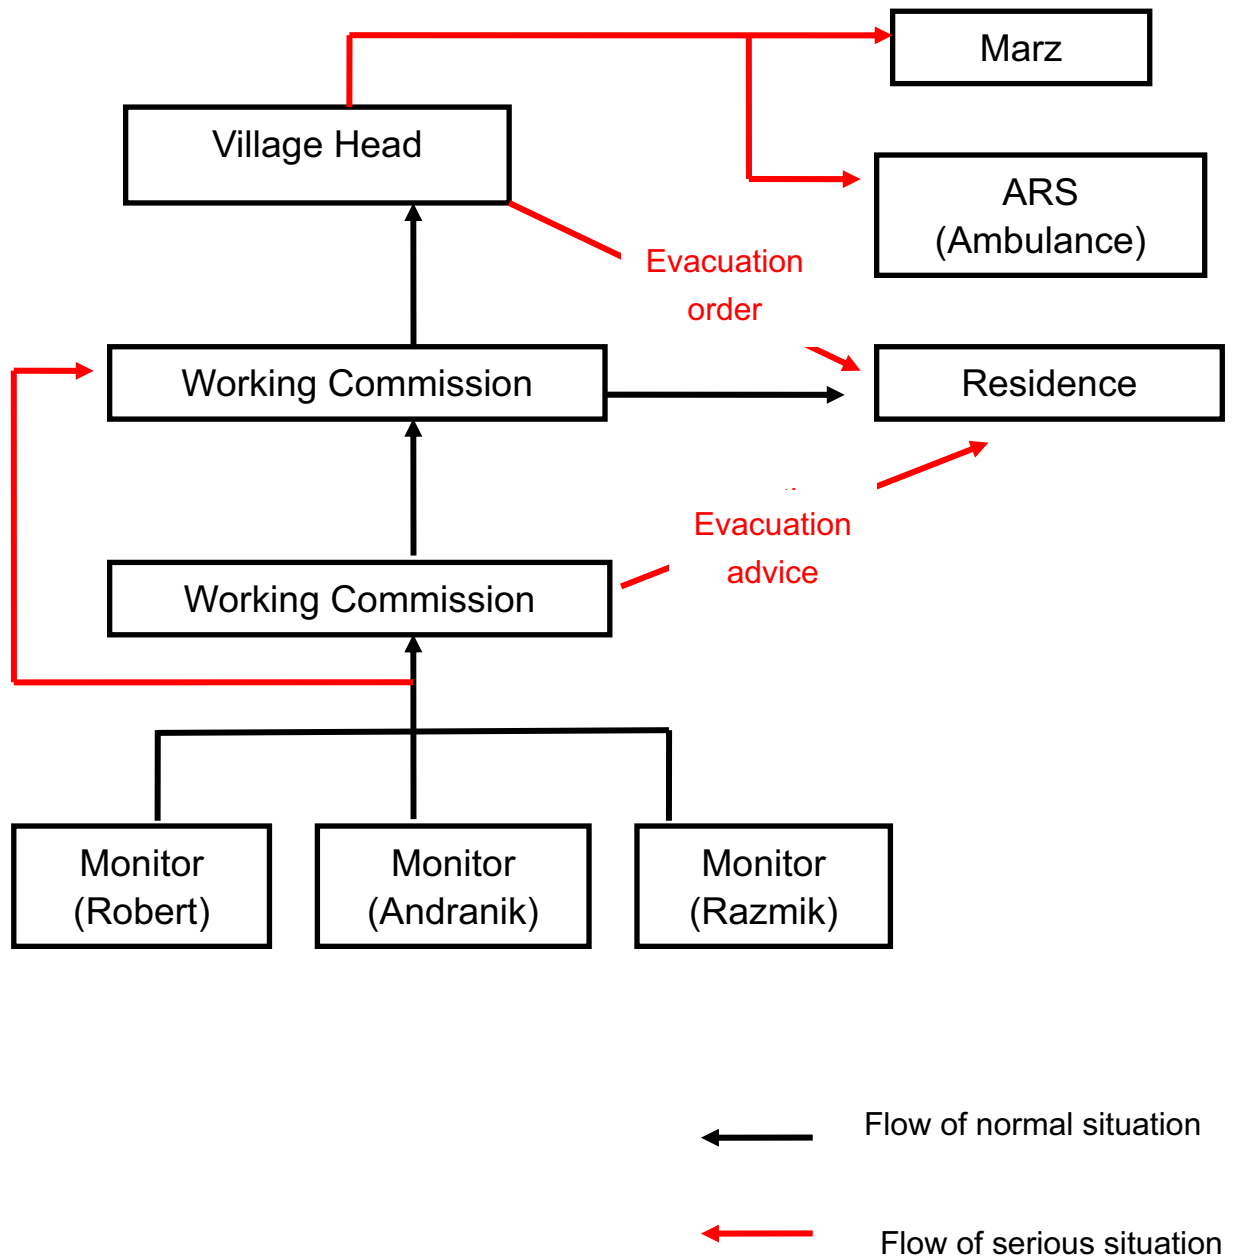 Marz
Village Head
ARS
(Ambulance)
Evacuation
order
Working Commission
Residence
Evacuation
advice
Working Commission
Monitor
(Robert)
Monitor
(Andranik)
Monitor
(Razmik)
Flow of normal situation
Flow of serious situation